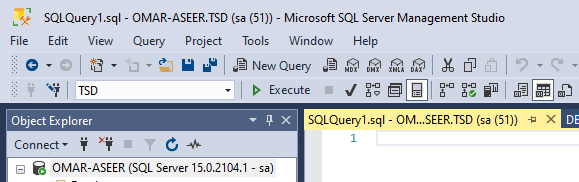 SQLQuery1.sql - OMAR-ASEER.TSD (sa (51)) - Microsoft SQL Server Management Studio
File Edit View Query Project Tools Window Help
New Query MDX DMX XMLA DAX
TSD Execute
Object Explorer
SQLQuery1.sql - OM...SEER.TSD (sa (51)) DE
Connect
1
OMAR-ASEER (SQL Server 15.0.2104.1 - sa)